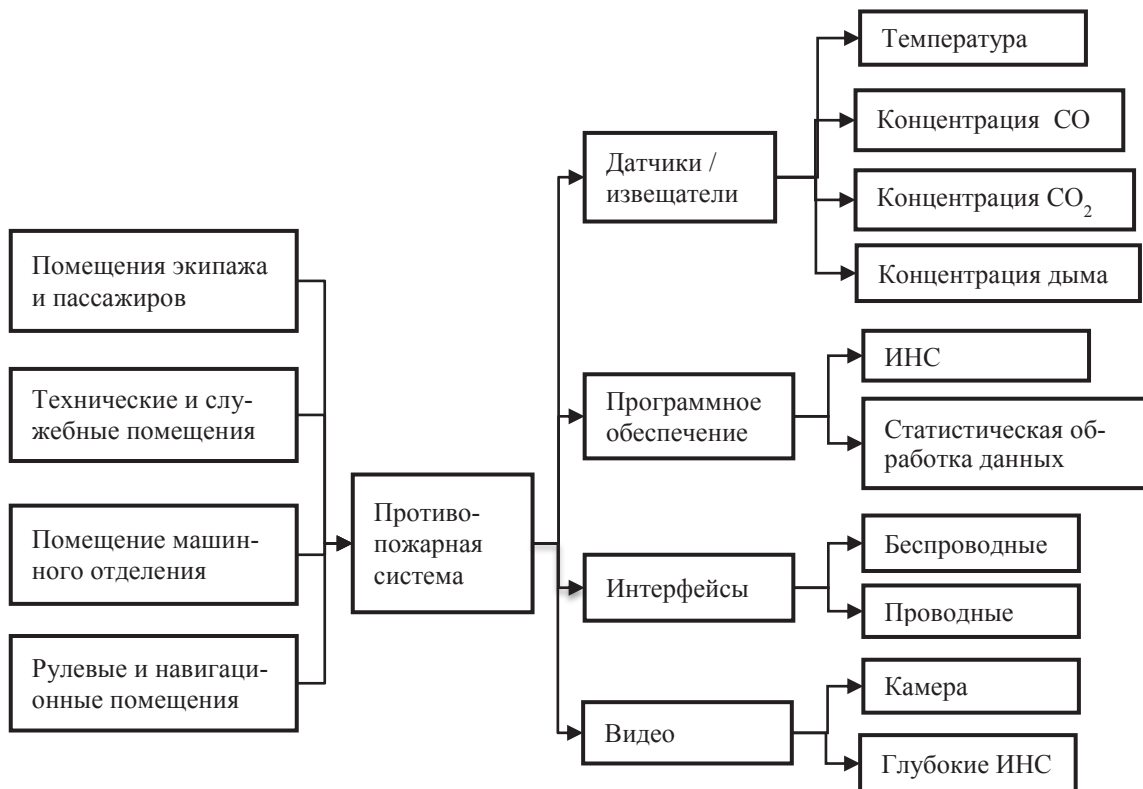 Помещения экипажа
и пассажиров
Технические и слу-
жебные помещения
Помещение машин-
ного отделения
Рулевые и навигаци-
онные помещения
Противо-
пожарная
система
Датчики /
извещатели
Программное
обеспечение
Интерфейсы
Видео
Температура
Концентрация СО
Концентрация СО₂
Концентрация дыма
ИНС
Статистическая об-
работка данных
Беспроводные
Проводные
Камера
Глубокие ИНС